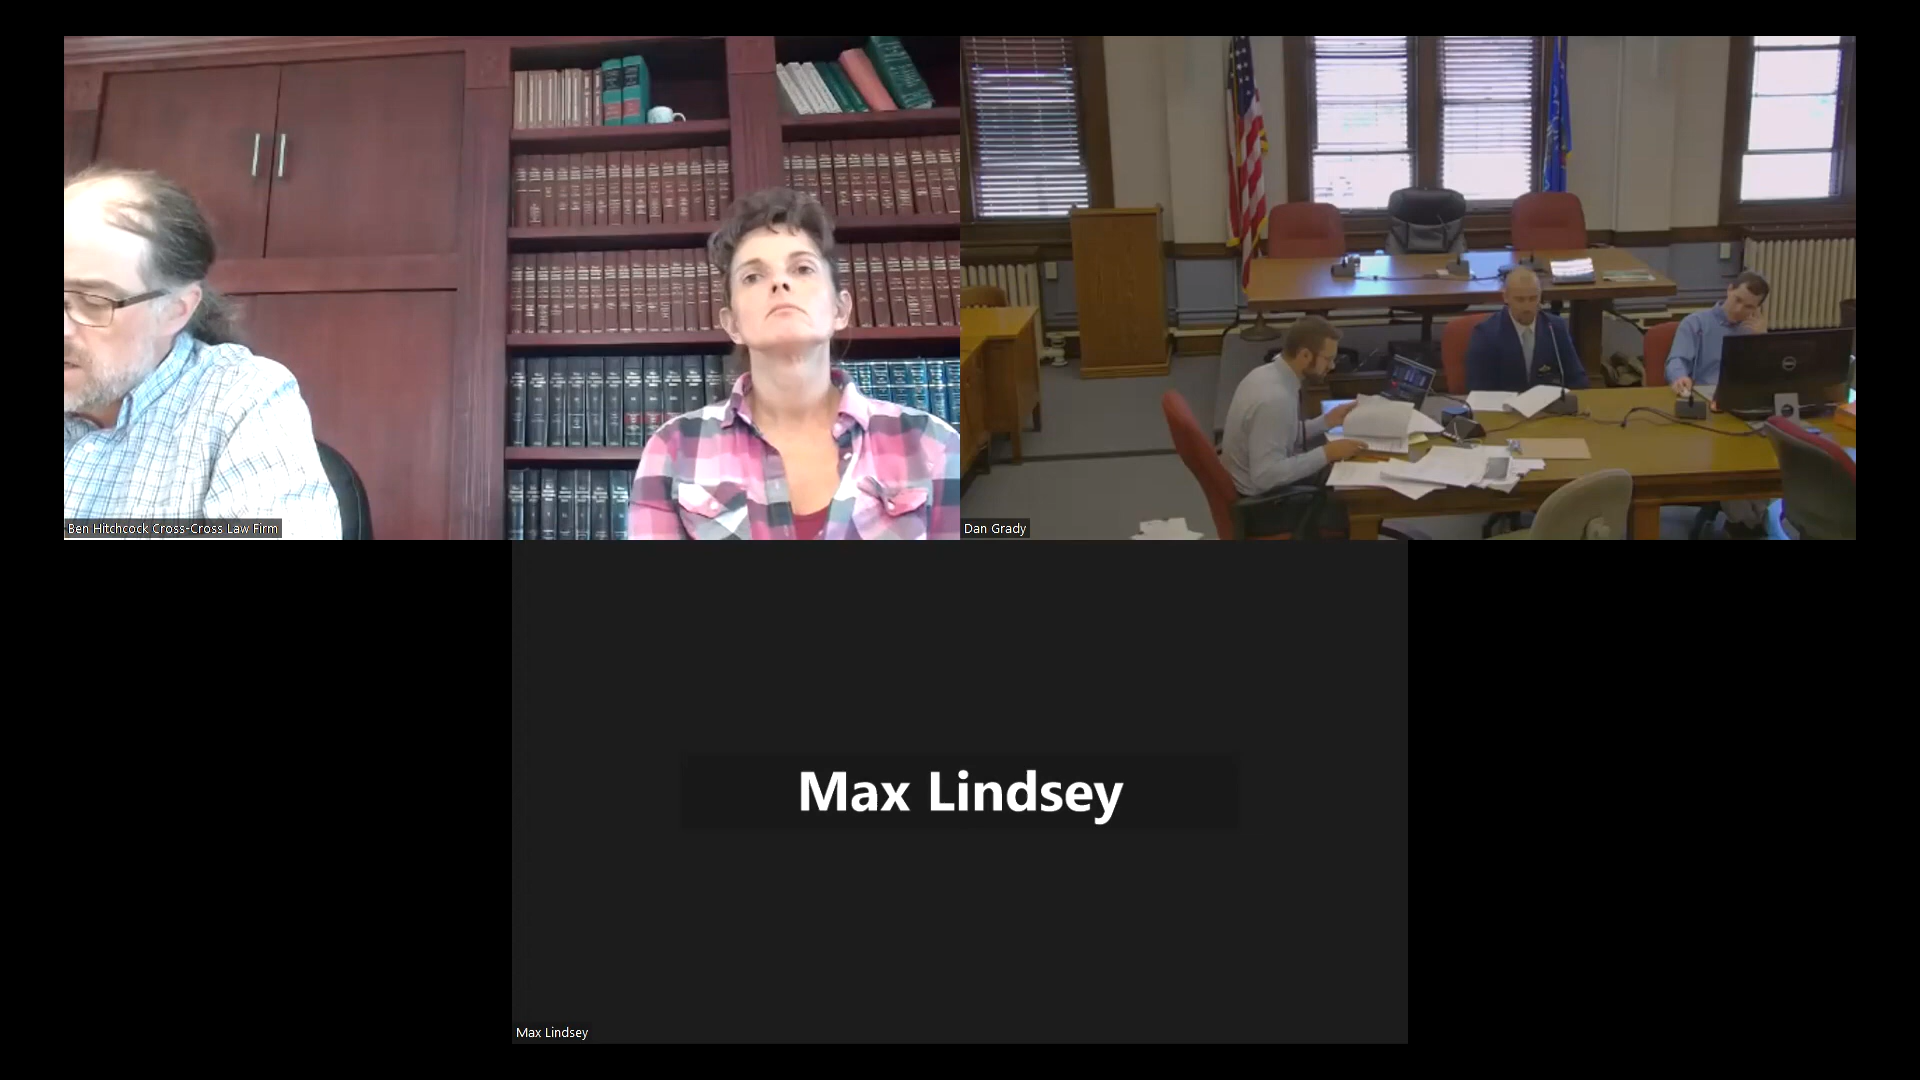 Ben Hitchcock Cross-Cross Law Firm
Dan Grady
Max Lindsey
Max Lindsey